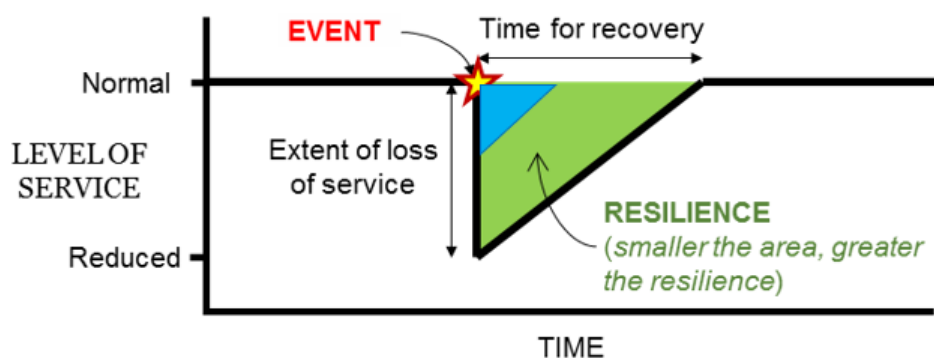 EVENT
Time for recovery
Normal
LEVEL OF
SERVICE
Extent of loss
of service
RESILIENCE
(smaller the area, greater
the resilience)
Reduced
TIME